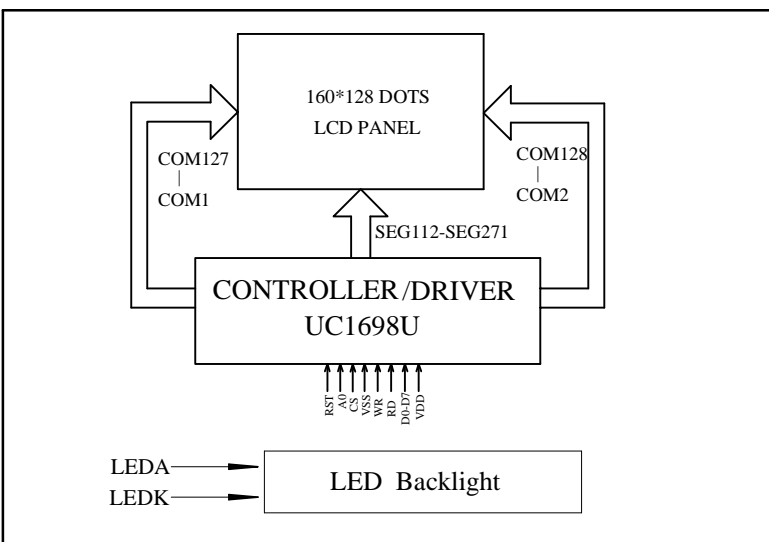 160*128 DOTS
LCD PANEL
COM127
|
COM1
COM128
|
COM2
SEG112-SEG271
CONTROLLER/DRIVER
UC1698U
RST
A0
CS
VSS
WR
RD
D0-D7
VDD
LEDA
LEDK
LED Backlight